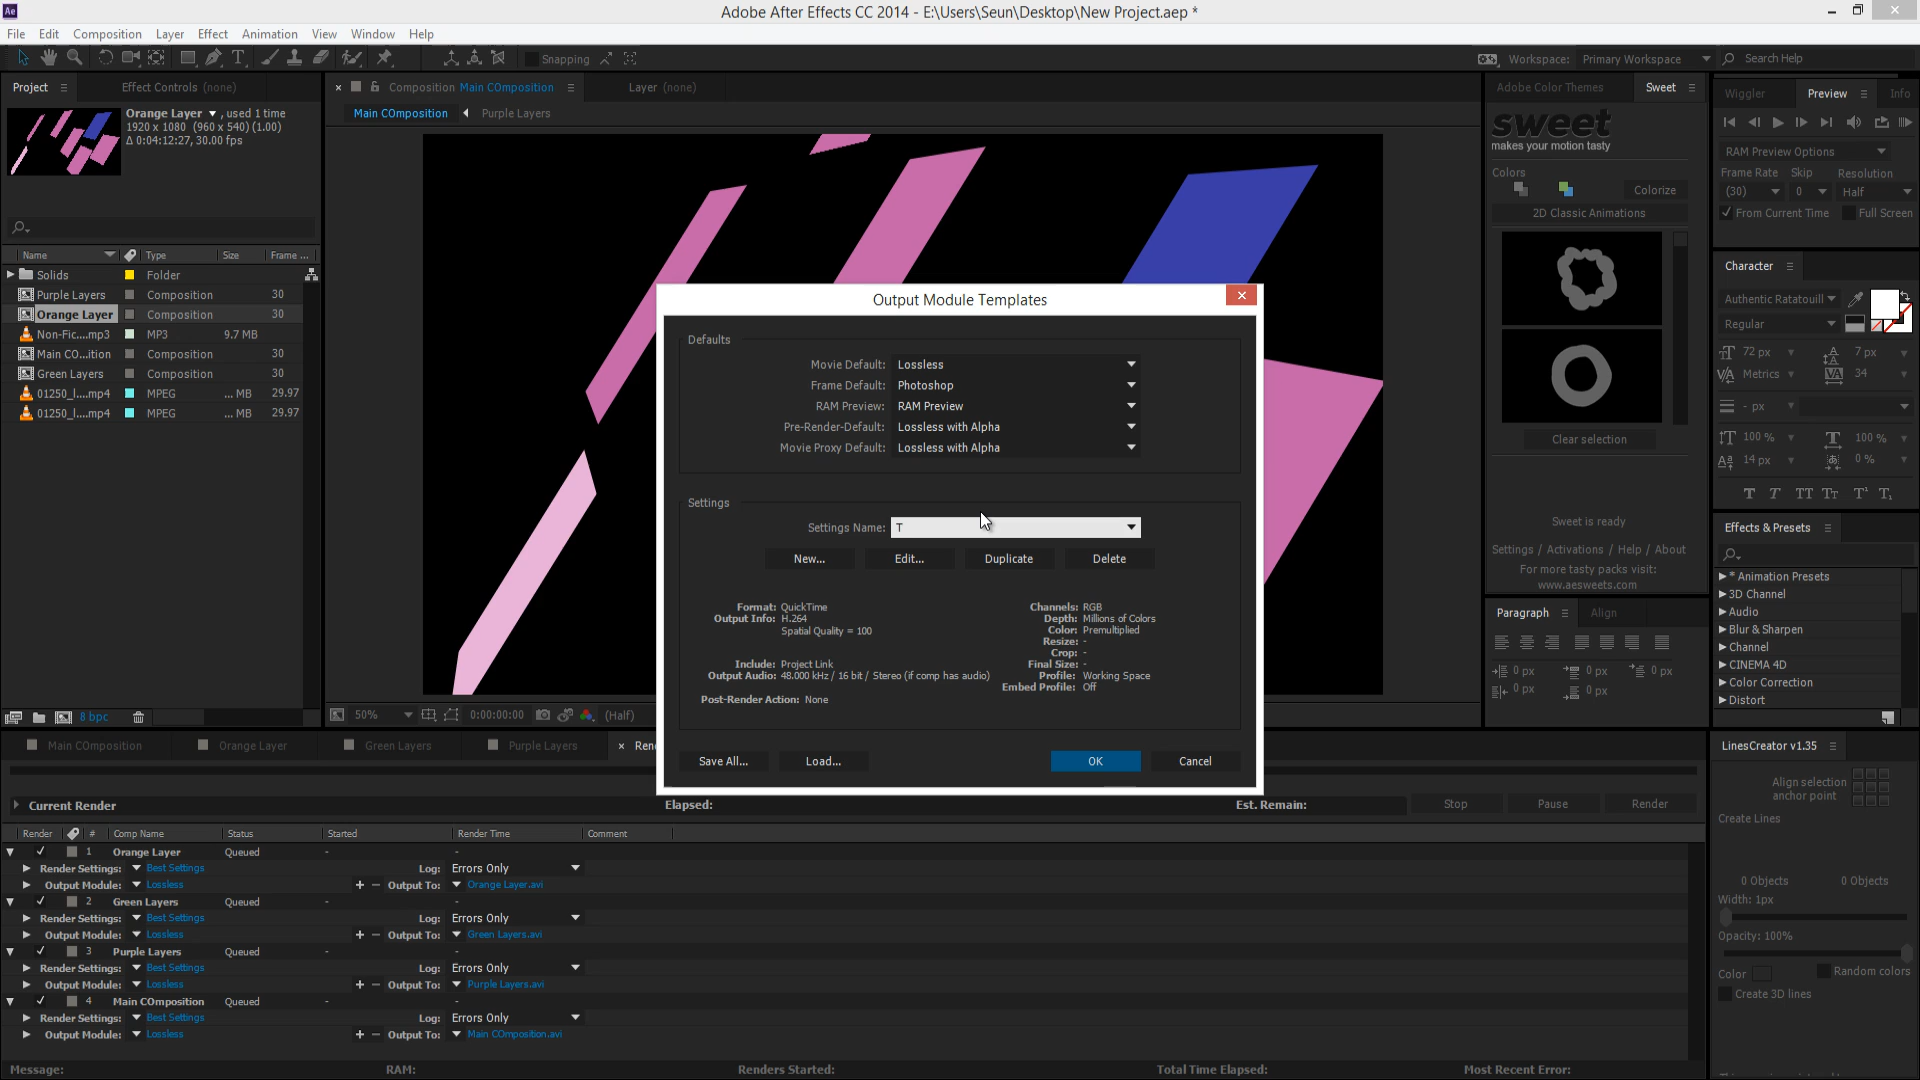 Ae Adobe After Effects CC 2014 - E:\Users\Seun\Desktop\New Project.aep *
File Edit Composition Layer Effect Animation View Window Help
Snapping Workspace: Primary Workspace Search Help
Project Effect Controls (none)
Orange Layer , used 1 time
1920 x 1080 (960 x 540) (1.00)
Δ 0:04:12:27, 30.00 fps
Name Type Size Frame ...
Solids Folder
Purple Layers Composition 30
Orange Layer Composition 30
Non-Fic....mp3 MP3 9.7 MB
Main CO...ition Composition 30
Green Layers Composition 30
01250_l....mp4 MPEG ... MB 29.97
01250_l....mp4 MPEG ... MB 29.97
8 bpc
Composition Main COmposition Layer (none)
Main COmposition Purple Layers
50% 0:00:00:00 (Half)
Output Module Templates
Defaults
Movie Default: Lossless
Frame Default: Photoshop
RAM Preview: RAM Preview
Pre-Render-Default: Lossless with Alpha
Movie Proxy Default: Lossless with Alpha
Settings
Settings Name: T
New... Edit... Duplicate Delete
Format: QuickTime
Output Info: H.264
Spatial Quality = 100
Include: Project Link
Output Audio: 48.000 kHz / 16 bit / Stereo (if comp has audio)
Post-Render Action: None
Channels: RGB
Depth: Millions of Colors
Color: Premultiplied
Resize: -
Crop: -
Final Size: -
Profile: Working Space
Embed Profile: Off
Save All... Load... OK Cancel
Adobe Color Themes Sweet
sweet
makes your motion tasty
Colors
Colorize
2D Classic Animations
Clear selection
Sweet is ready
Settings / Activations / Help / About
For more tasty packs visit:
www.aesweets.com
Paragraph Align
0 px 0 px 0 px
0 px 0 px
Wiggler Preview Info
RAM Preview Options
Frame Rate Skip Resolution
(30) 0 Half
From Current Time Full Screen
Character
Authentic Ratatouill
Regular
72 px 7 px
Metrics 34
- px
100 % 100 %
14 px 0 %
T T TT Tt T¹ T₁
Effects & Presets
* Animation Presets
3D Channel
Audio
Blur & Sharpen
Channel
CINEMA 4D
Color Correction
Distort
Main COmposition Orange Layer Green Layers Purple Layers Ren
Current Render Elapsed: Est. Remain: Stop Pause Render
Render # Comp Name Status Started Render Time Comment
1 Orange Layer Queued - -
Render Settings: Best Settings Log: Errors Only
Output Module: Lossless Output To: Orange Layer.avi
2 Green Layers Queued - -
Render Settings: Best Settings Log: Errors Only
Output Module: Lossless Output To: Green Layers.avi
3 Purple Layers Queued - -
Render Settings: Best Settings Log: Errors Only
Output Module: Lossless Output To: Purple Layers.avi
4 Main COmposition Queued - -
Render Settings: Best Settings Log: Errors Only
Output Module: Lossless Output To: Main COmposition.avi
Message: RAM: Renders Started: Total Time Elapsed: Most Recent Error:
LinesCreator v1.35
Align selection
anchor point
Create Lines
0 Objects 0 Objects
Width: 1px
Opacity: 100%
Color Random colors
Create 3D lines